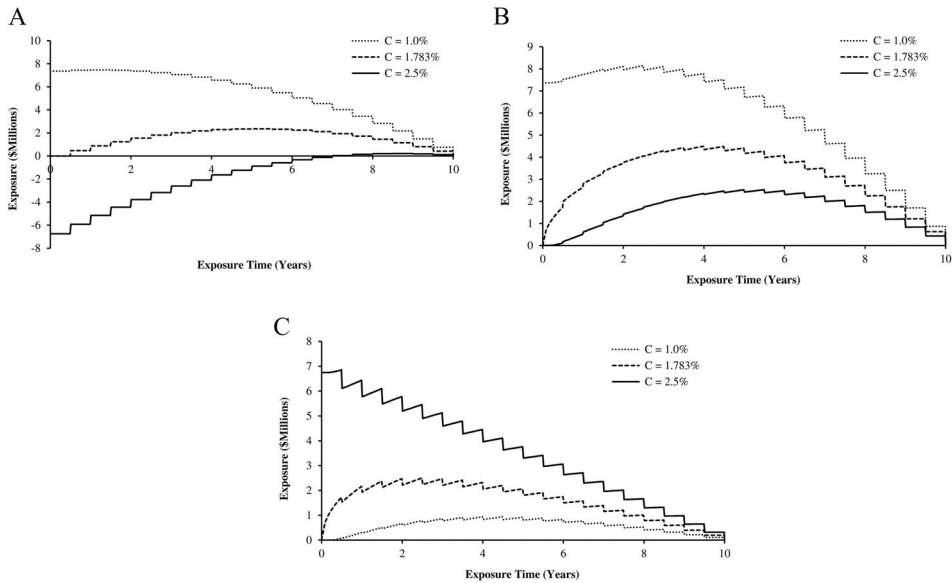 A
10
8
6
4
2
0
-2
-4
-6
-8
0
2
4
6
8
10
Exposure ($Millions)
Exposure Time (Years)
C = 1.0%
C = 1.783%
C = 2.5%
B
9
8
7
6
5
4
3
2
1
0
0
2
4
6
8
10
Exposure ($Millions)
Exposure Time (Years)
C = 1.0%
C = 1.783%
C = 2.5%
C
7
6
5
4
3
2
1
0
0
2
4
6
8
10
Exposure ($Millions)
Exposure Time (Years)
C = 1.0%
C = 1.783%
C = 2.5%